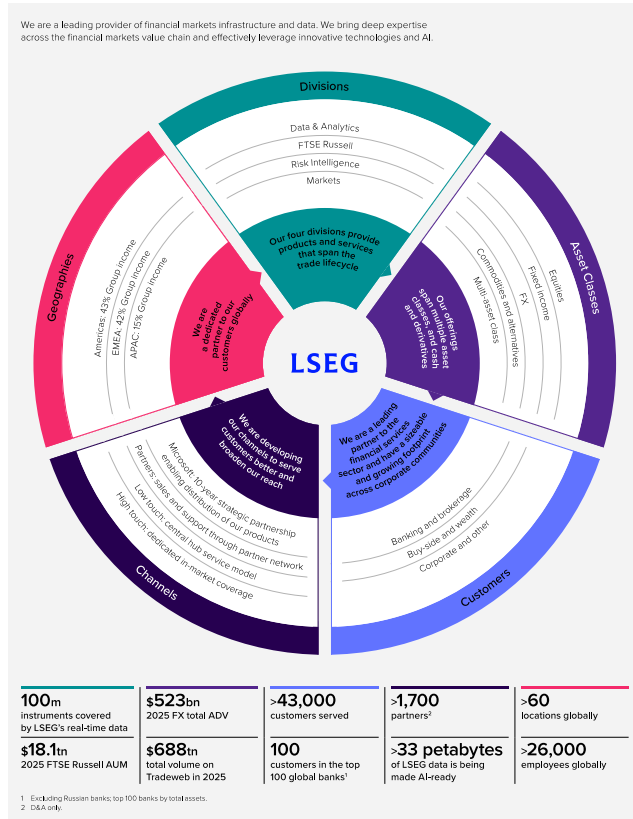 We are a leading provider of financial markets infrastructure and data. We bring deep expertise
across the financial markets value chain and effectively leverage innovative technologies and AI.
Divisions
Data & Analytics
FTSE Russell
Risk Intelligence
Markets
Our four divisions provide
products and services
that span the
trade lifecycle
Asset Classes
Equities
Fixed income
FX
Commodities and alternatives
Multi-asset class
Our offerings
span multiple asset
classes, and cash
and derivatives
Customers
We are a leading
partner to the
financial services
sector and have a sizeable
and growing footprint
across corporate communities
Banking and brokerage
Buy-side and wealth
Corporate and other
Channels
We are developing
our channels to serve
customers better and
broaden our reach
Microsoft: 10-year strategic partnership
enabling distribution of our products
Partners: sales and support through partner network
Low touch: central hub service model
High touch: dedicated in-market coverage
Geographies
Americas: 43% Group income
EMEA: 42% Group income
APAC: 15% Group income
We are
a dedicated
partner to our
customers globally
LSEG
100m
instruments covered
by LSEG's real-time data
$523bn
2025 FX total ADV
>43,000
customers served
>1,700
partners²
>60
locations globally
$18.1tn
2025 FTSE Russell AUM
$688tn
total volume on
Tradeweb in 2025
100
customers in the top
100 global banks¹
>33 petabytes
of LSEG data is being
made AI-ready
>26,000
employees globally
1 Excluding Russian banks; top 100 banks by total assets.
2 D&A only.